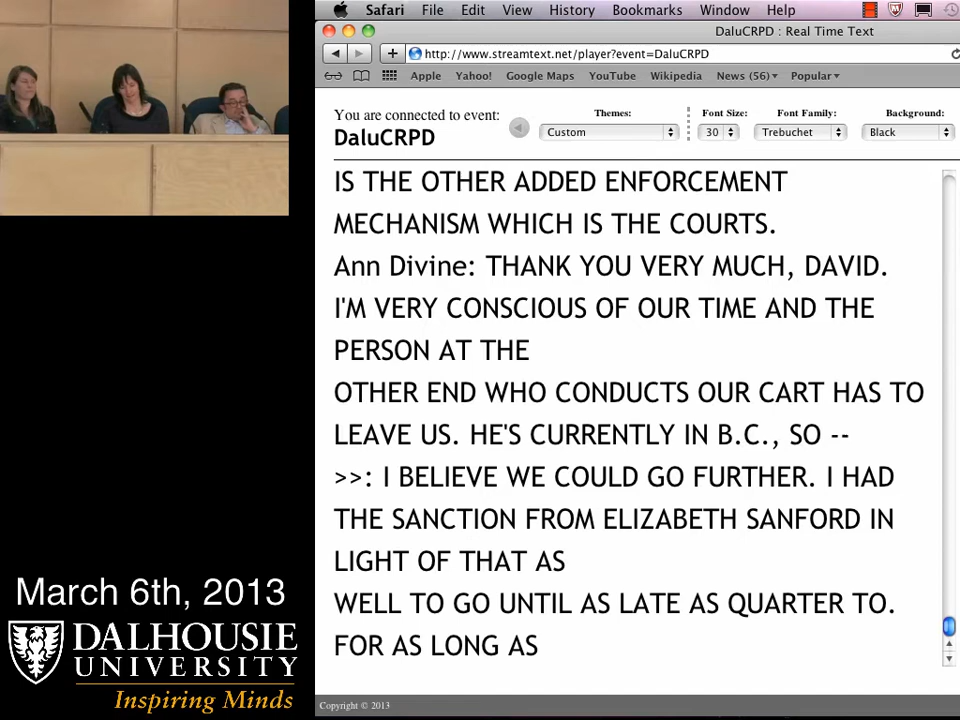 Safari File Edit View History Bookmarks Window Help
DaluCRPD : Real Time Text
http://www.streamtext.net/player?event=DaluCRPD
Apple Yahoo! Google Maps YouTube Wikipedia News (56) Popular
You are connected to event:
DaluCRPD
Themes: Font Size: Font Family: Background:
Custom 30 Trebuchet Black
IS THE OTHER ADDED ENFORCEMENT
MECHANISM WHICH IS THE COURTS.
Ann Divine: THANK YOU VERY MUCH, DAVID.
I'M VERY CONSCIOUS OF OUR TIME AND THE
PERSON AT THE
OTHER END WHO CONDUCTS OUR CART HAS TO
LEAVE US. HE'S CURRENTLY IN B.C., SO --
>>: I BELIEVE WE COULD GO FURTHER. I HAD
THE SANCTION FROM ELIZABETH SANFORD IN
LIGHT OF THAT AS
WELL TO GO UNTIL AS LATE AS QUARTER TO.
FOR AS LONG AS
Copyright © 2013
March 6th, 2013
DALHOUSIE
UNIVERSITY
Inspiring Minds